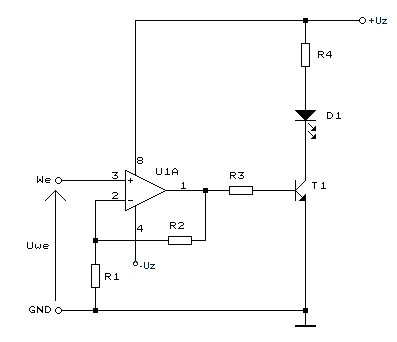 +Uz
R4
D1
8
U1A
We
3
+
1
R3
T1
2
-
R2
Uwe
4
-Uz
R1
GND